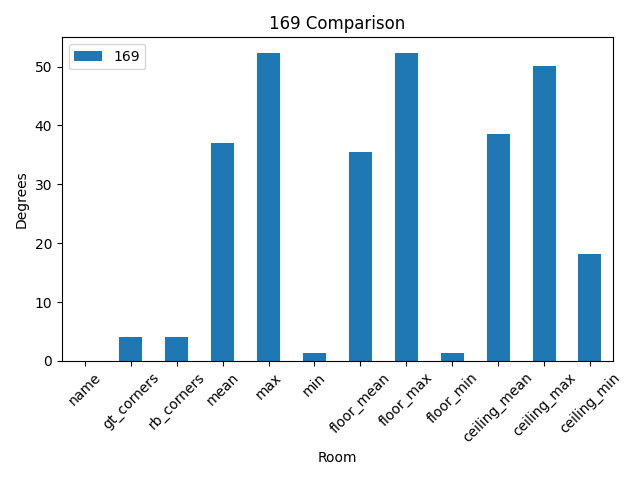 169 Comparison
169
Degrees
50
40
30
20
10
0
name
gt_corners
rb_corners
mean
max
min
floor_mean
floor_max
floor_min
ceiling_mean
ceiling_max
ceiling_min
Room